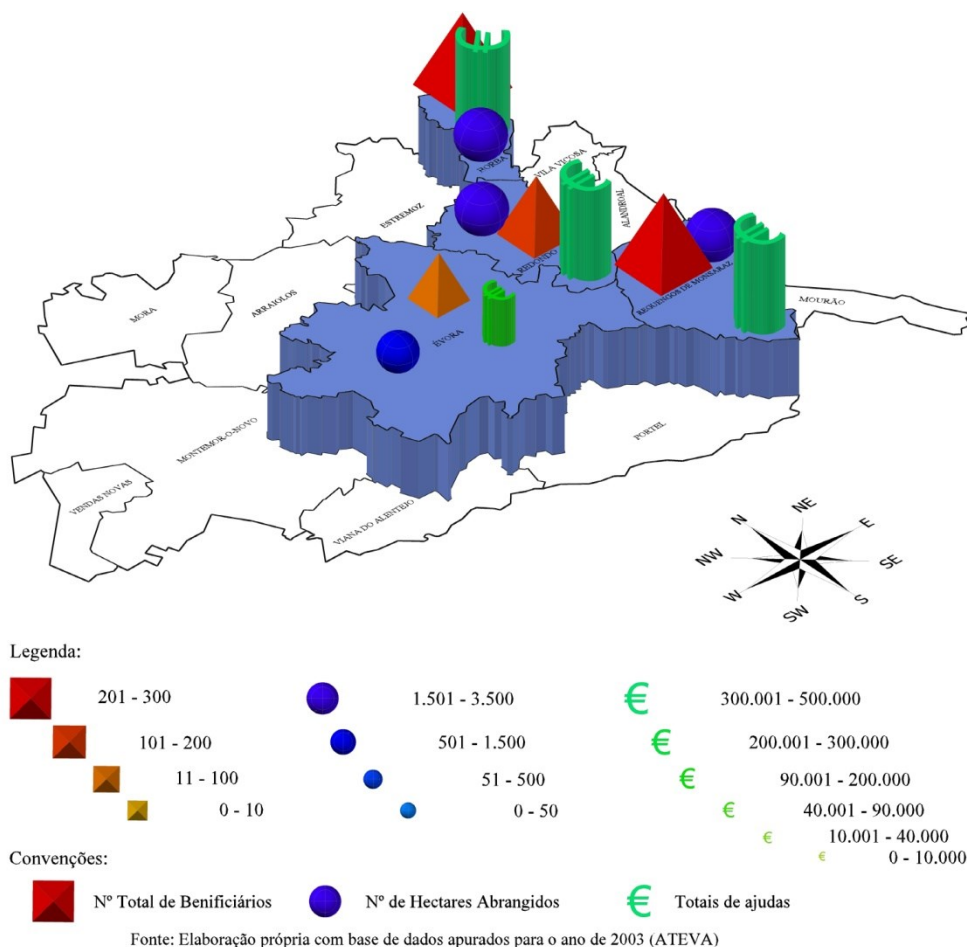 BORBA
VILA VIÇOSA
ESTREMOZ
ALANDROAL
REDONDO
REGUENGOS DE MONSARAZ
MOURÃO
MORA
ARRAIOLOS
ÉVORA
MONTEMOR-O-NOVO
PORTEL
VENDAS NOVAS
VIANA DO ALENTEJO
N NE E
NW SE
W SW S
Legenda:
201 - 300 1.501 - 3.500 € 300.001 - 500.000
101 - 200 501 - 1.500 € 200.001 - 300.000
11 - 100 51 - 500 € 90.001 - 200.000
0 - 10 0 - 50 € 40.001 - 90.000
€ 10.001 - 40.000
€ 0 - 10.000
Convenções:
Nº Total de Benificiários Nº de Hectares Abrangidos € Totais de ajudas
Fonte: Elaboração própria com base de dados apurados para o ano de 2003 (ATEVA)